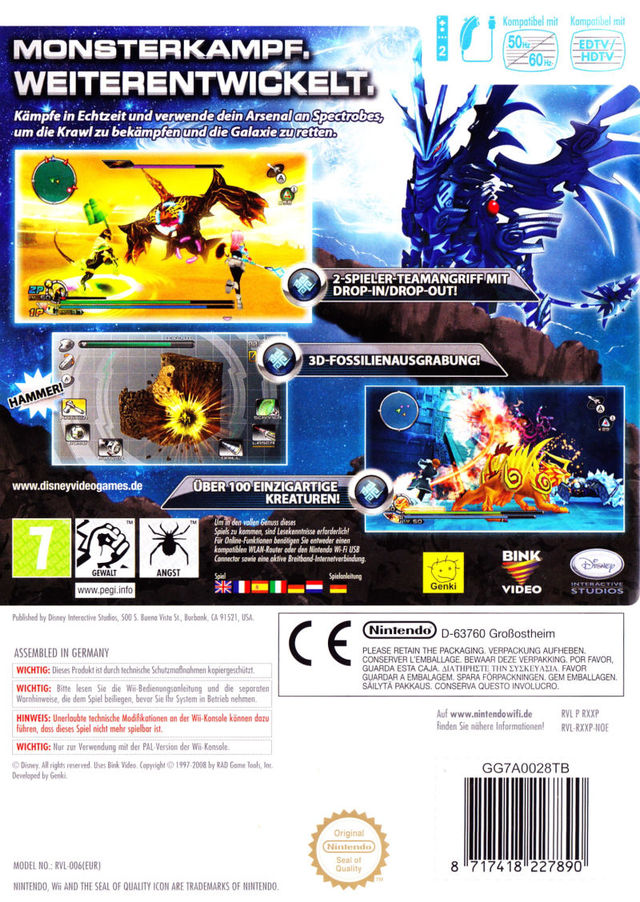 MONSTERKAMPF.
WEITERENTWICKELT.
Kämpfe in Echtzeit und verwende dein Arsenal an Spectrobes,
um die Krawl zu bekämpfen und die Galaxie zu retten.
2
Kompatibel mit
50Hz
60Hz
Kompatibel mit
EDTV/
HDTV
2P
1P
2-SPIELER-TEAMANGRIFF MIT
DROP-IN/DROP-OUT!
3D-FOSSILIENAUSGRABUNG!
HAMMER!
ÜBER 100 EINZIGARTIGE
KREATUREN!
www.disneyvideogames.de
7
GEWALT
ANGST
www.pegi.info
Um in den vollen Genuss dieses
Spiels zu kommen, sind Lesekenntnisse erforderlich!
Für Online-Funktionen benötigen Sie entweder einen
kompatiblen WLAN-Router oder den Nintendo Wi-Fi USB
Connector sowie eine aktive Breitband-Internetverbindung.
Spiel
Spielanleitung
Genki
BINK
VIDEO
Disney
INTERACTIVE
STUDIOS
Published by Disney Interactive Studios, 500 S. Buena Vista St., Burbank, CA 91521, USA.
ASSEMBLED IN GERMANY
WICHTIG: Dieses Produkt ist durch technische Schutzmaßnahmen kopiergeschützt.
WICHTIG: Bitte lesen Sie die Wii-Bedienungsanleitung und die separaten
Warnhinweise, die dem Spiel beiliegen, bevor Sie Ihr System in Betrieb nehmen.
HINWEIS: Unerlaubte technische Modifikationen an der Wii-Konsole können dazu
führen, dass dieses Spiel nicht mehr spielbar ist.
WICHTIG: Nur zur Verwendung mit der PAL-Version der Wii-Konsole.
© Disney. All rights reserved. Uses Bink Video. Copyright © 1997-2008 by RAD Game Tools, Inc.
Developed by Genki.
CE
Nintendo D-63760 Großostheim
PLEASE RETAIN THE PACKAGING. VERPACKUNG AUFHEBEN.
CONSERVER L'EMBALLAGE. BEWAAR DEZE VERPAKKING. POR FAVOR,
GUARDA ESTA CAJA. ΔΙΑΤΗΡΗΣΤΕ ΤΗΝ ΣΥΣΚΕΥΑΣΙΑ. FAVOR
GUARDAR A EMBALAGEM. SPARA FÖRPACKNINGEN. GEM EMBALLAGEN.
SÄILYTÄ PAKKAUS. CONSERVA QUESTO INVOLUCRO.
Auf www.nintendowifi.de
finden Sie nähere Informationen!
RVL P RXXP
RVL-RXXP-NOE
GG7A0028TB
8 717418 227890
Original
Nintendo
Seal of
Quality
MODEL NO.: RVL-006(EUR)
NINTENDO, Wii AND THE SEAL OF QUALITY ICON ARE TRADEMARKS OF NINTENDO.